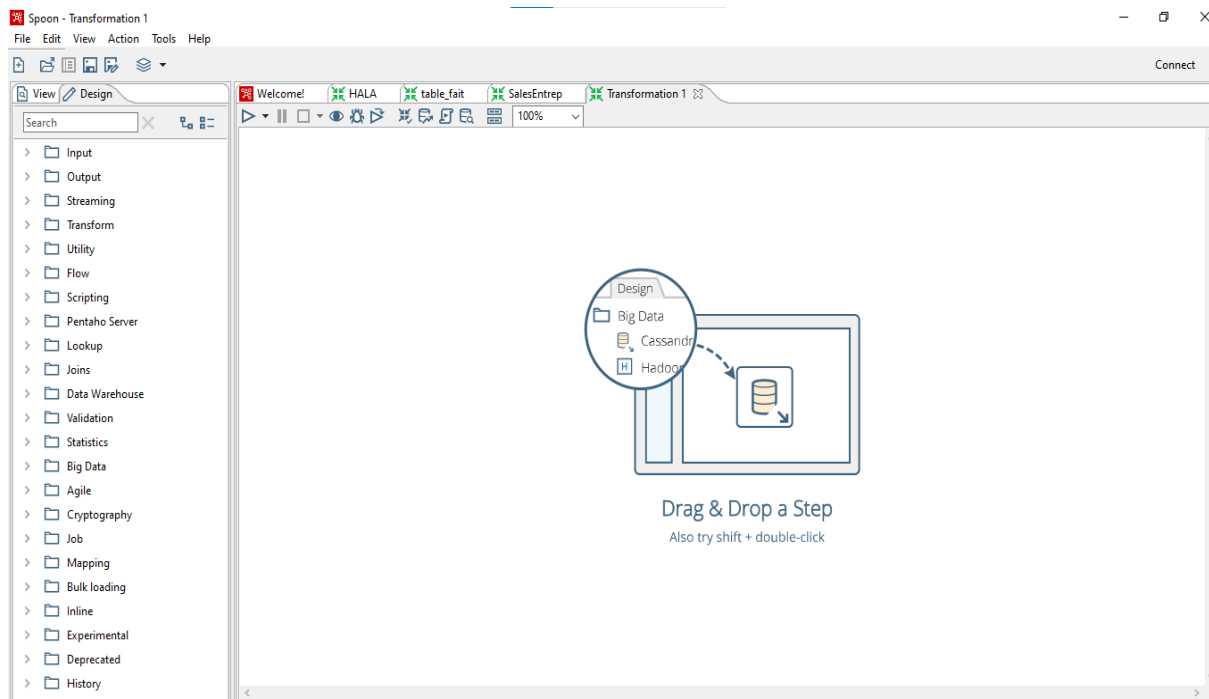 Spoon - Transformation 1
File Edit View Action Tools Help
Connect
View Design
Welcome! HALA table_fait SalesEntrep Transformation 1
Search
100%
Input
Output
Streaming
Transform
Utility
Flow
Scripting
Pentaho Server
Lookup
Joins
Data Warehouse
Validation
Statistics
Big Data
Agile
Cryptography
Job
Mapping
Bulk loading
Inline
Experimental
Deprecated
History
Design
Big Data
Cassandr
H Hadoop
Drag & Drop a Step
Also try shift + double-click